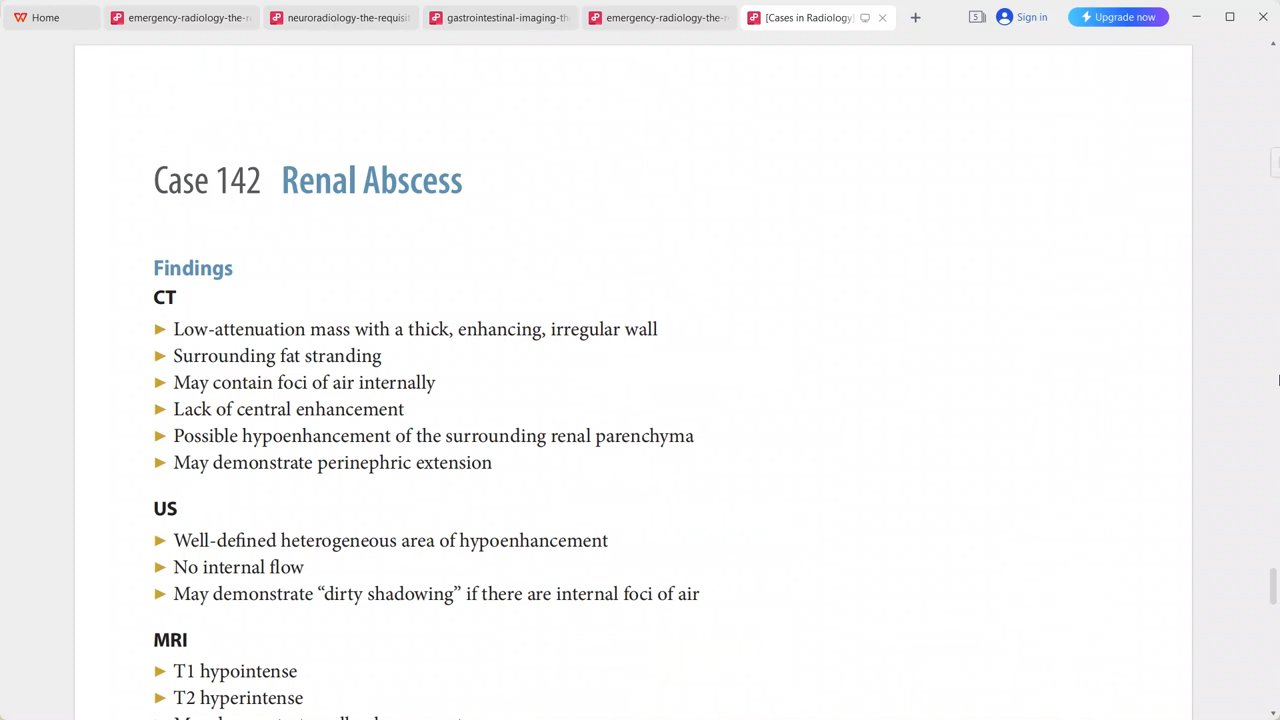 Home
emergency-radiology-the-r
neuroradiology-the-requisit
gastrointestinal-imaging-th
emergency-radiology-the-r
[Cases in Radiology]
5
Sign in
Upgrade now
Case 142 Renal Abscess
Findings
CT
► Low-attenuation mass with a thick, enhancing, irregular wall
► Surrounding fat stranding
► May contain foci of air internally
► Lack of central enhancement
► Possible hypoenhancement of the surrounding renal parenchyma
► May demonstrate perinephric extension
US
► Well-defined heterogeneous area of hypoenhancement
► No internal flow
► May demonstrate “dirty shadowing” if there are internal foci of air
MRI
► T1 hypointense
► T2 hyperintense